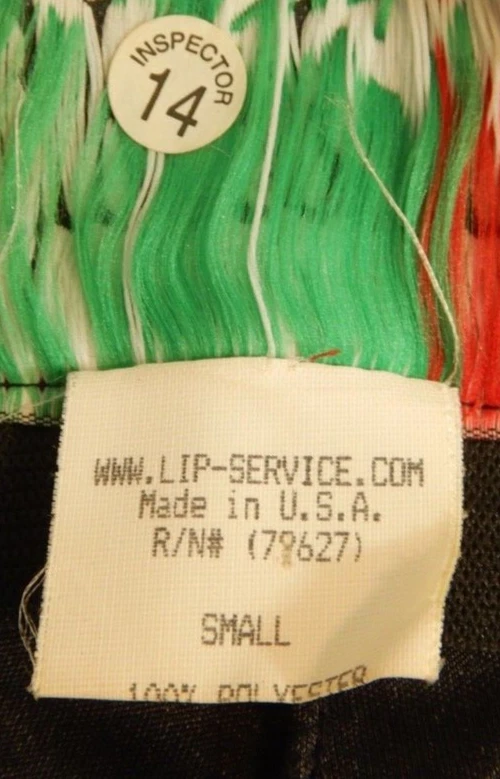 INSPECTOR
14
WWW.LIP-SERVICE.COM
Made in U.S.A.
R/N# (79627)
SMALL
100% POLYESTER